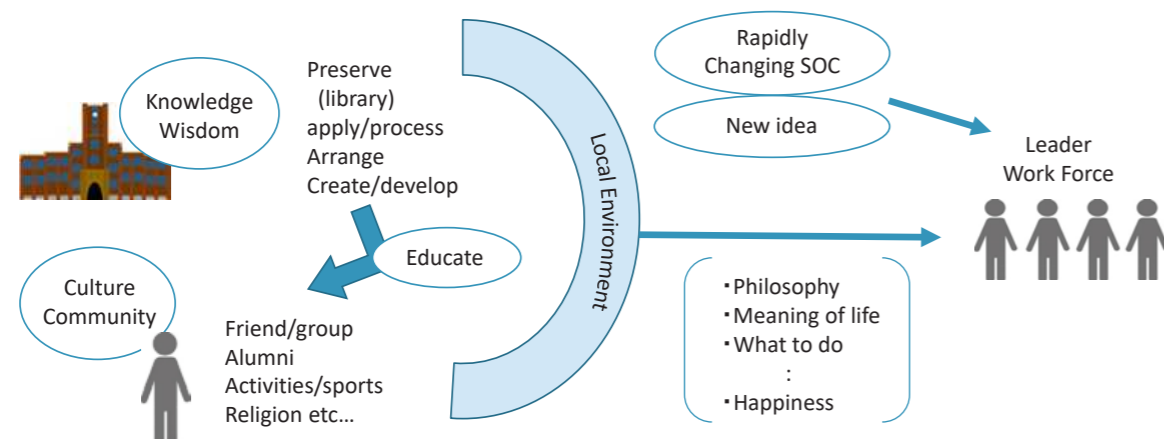 Knowledge
Wisdom
Preserve
(library)
apply/process
Arrange
Create/develop
Educate
Culture
Community
Friend/group
Alumni
Activities/sports
Religion etc…
Local Environment
Rapidly
Changing SOC
New idea
Leader
Work Force
・Philosophy
・Meaning of life
・What to do
:
・Happiness